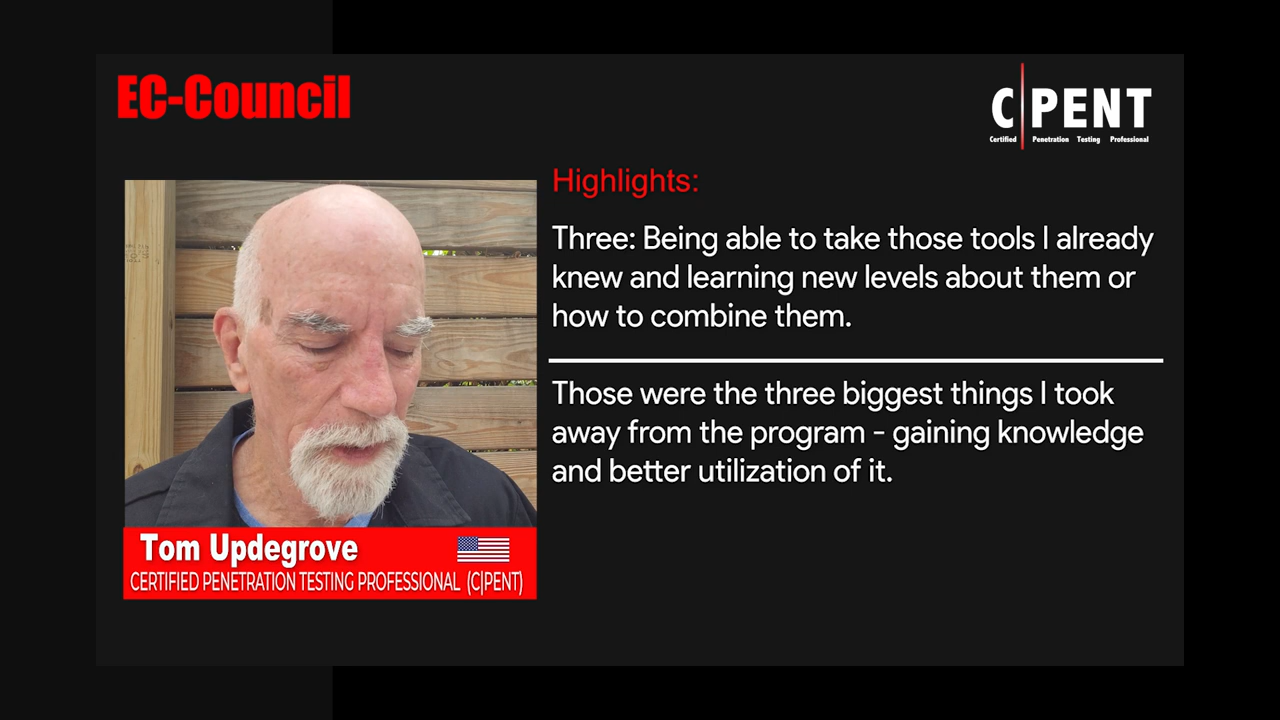 EC-Council
C|PENT
Certified Penetration Testing Professional
Highlights:
Three: Being able to take those tools I already
knew and learning new levels about them or
how to combine them.
Those were the three biggest things I took
away from the program - gaining knowledge
and better utilization of it.
Tom Updegrove
CERTIFIED PENETRATION TESTING PROFESSIONAL (C|PENT)